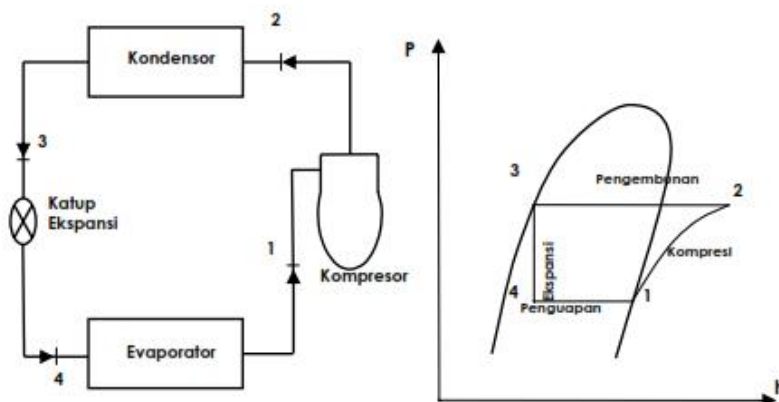 2
Kondensor
3
Katup
Ekspansi
1
Kompresor
Evaporator
4
P
3
Pengembunan
2
Kompresi
Ekspansi
4
1
Penguapan
h